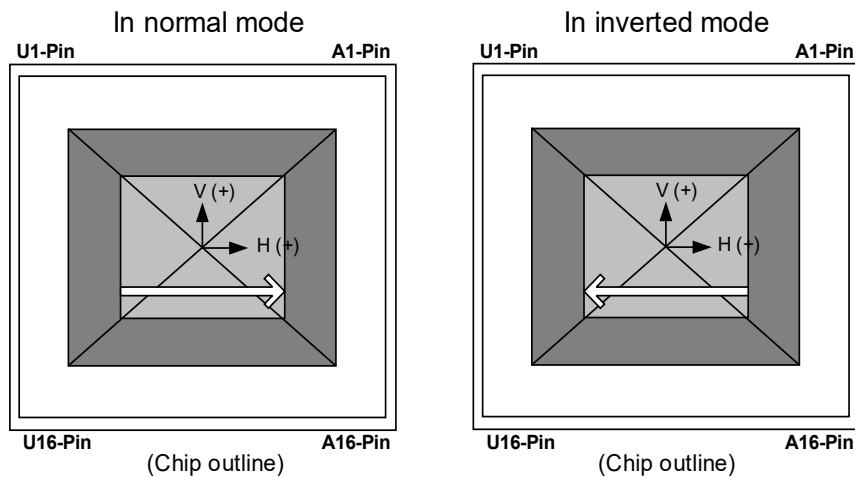 In normal mode
U1-Pin
A1-Pin
V (+)
H (+)
U16-Pin
A16-Pin
(Chip outline)
In inverted mode
U1-Pin
A1-Pin
V (+)
H (+)
U16-Pin
A16-Pin
(Chip outline)